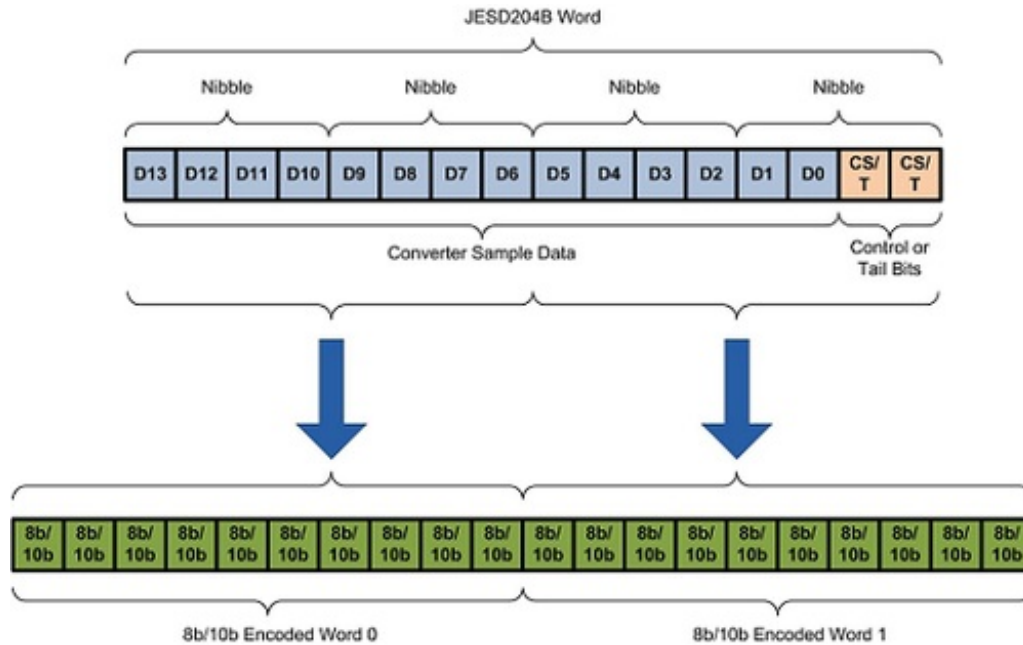 JESD204B Word
Nibble Nibble Nibble Nibble
D13 D12 D11 D10 D9 D8 D7 D6 D5 D4 D3 D2 D1 D0 CS/ CS/
T T
Converter Sample Data
Control or
Tail Bits
8b/ 8b/ 8b/ 8b/ 8b/ 8b/ 8b/ 8b/ 8b/ 8b/ 8b/ 8b/ 8b/ 8b/ 8b/ 8b/ 8b/ 8b/ 8b/ 8b/
10b 10b 10b 10b 10b 10b 10b 10b 10b 10b 10b 10b 10b 10b 10b 10b 10b 10b 10b 10b
8b/10b Encoded Word 0 8b/10b Encoded Word 1